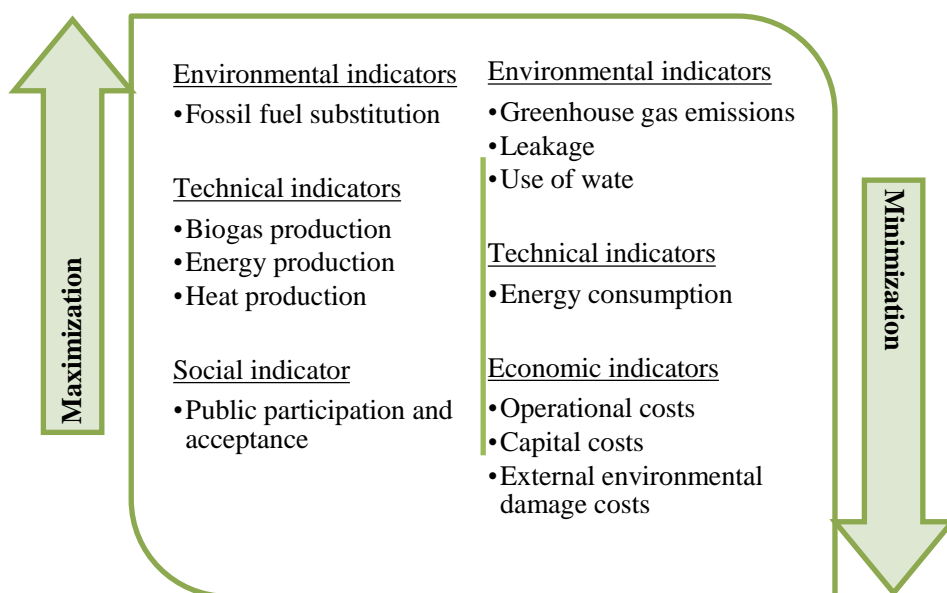 Maximization
Environmental indicators
•Fossil fuel substitution
Technical indicators
•Biogas production
•Energy production
•Heat production
Social indicator
•Public participation and
acceptance
Environmental indicators
•Greenhouse gas emissions
•Leakage
•Use of wate
Technical indicators
•Energy consumption
Economic indicators
•Operational costs
•Capital costs
•External environmental
damage costs
Minimization